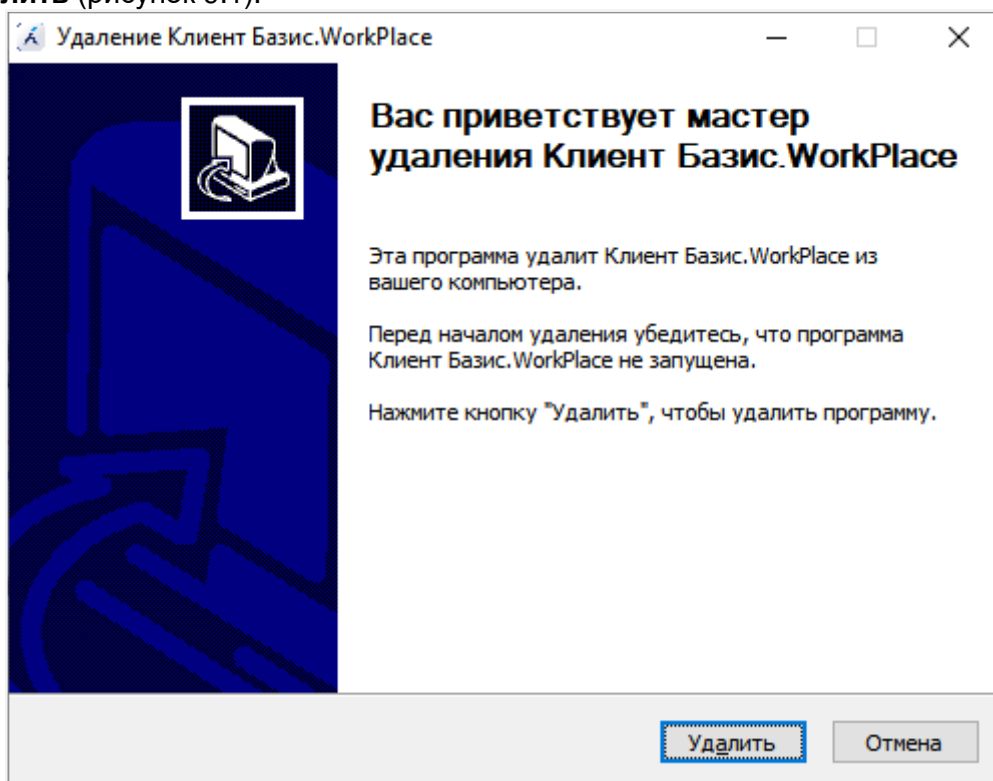 (рисунок
Удаление Клиент Базис.WorkPlace
Вас приветствует мастер
удаления Клиент Базис.WorkPlace
Эта программа удалит Клиент Базис.WorkPlace из
вашего компьютера.
Перед началом удаления убедитесь, что программа
Клиент Базис.WorkPlace не запущена.
Нажмите кнопку "Удалить", чтобы удалить программу.
Удалить
Отмена